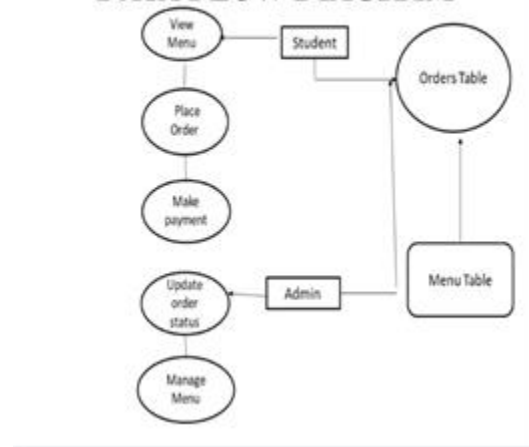 View
Menu
Student
Orders Table
Place
Order
Make
payment
Update
order
status
Admin
Menu Table
Manage
Menu